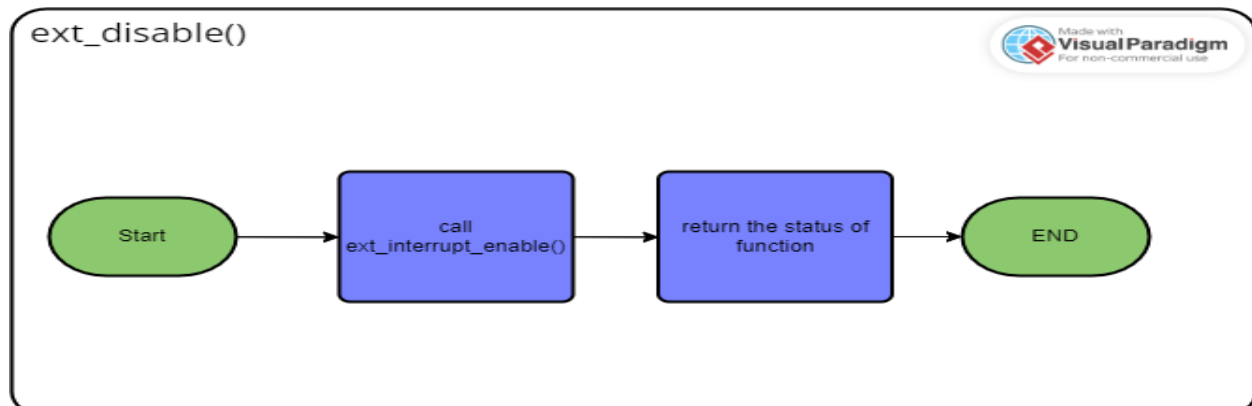 ext_disable()
Made with
Visual Paradigm
For non-commercial use
Start
call
ext_interrupt_enable()
return the status of
function
END